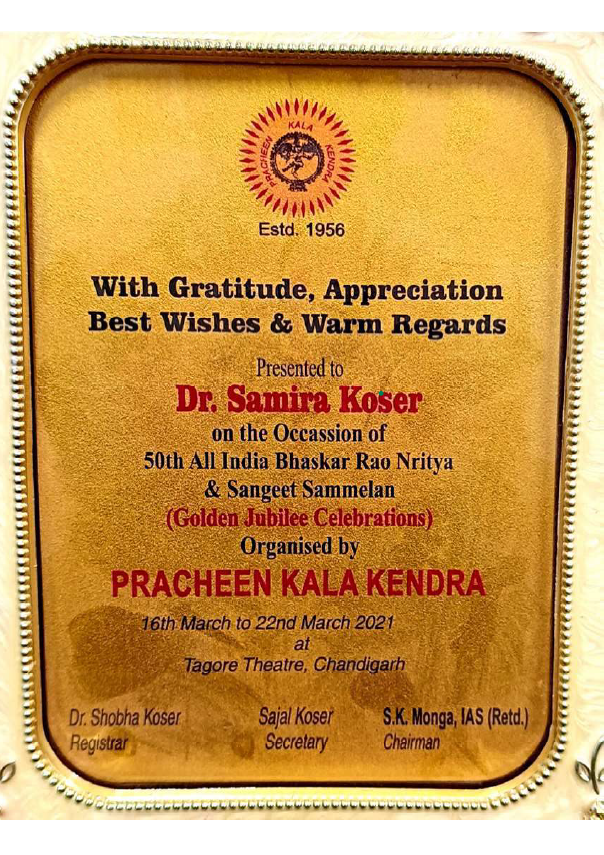 PRACHEEN KALA KENDRA
Estd. 1956
With Gratitude, Appreciation
Best Wishes & Warm Regards
Presented to
Dr. Samira Koser
on the Occassion of
50th All India Bhaskar Rao Nritya
& Sangeet Sammelan
(Golden Jubilee Celebrations)
Organised by
PRACHEEN KALA KENDRA
16th March to 22nd March 2021
at
Tagore Theatre, Chandigarh
Dr. Shobha Koser Sajal Koser S.K. Monga, IAS (Retd.)
Registrar Secretary Chairman